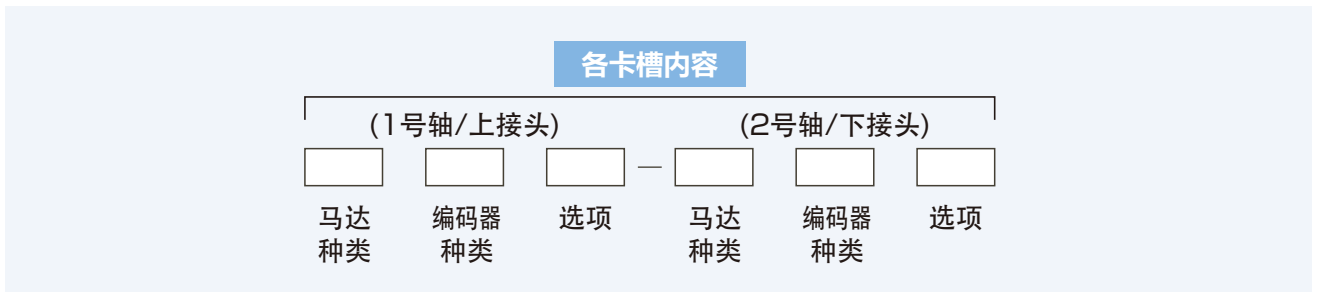 各卡槽内容
(1号轴/上接头) (2号轴/下接头)
—
马达 编码器 选项 马达 编码器 选项
种类 种类 种类 种类